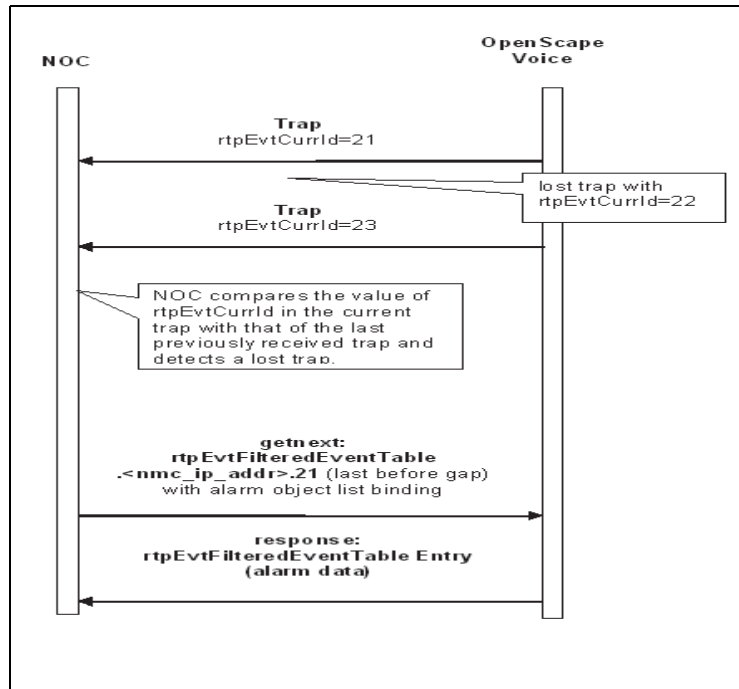 NOC
OpenScape
Voice
Trap
rtpEvtCurrId=21
lost trap with
rtpEvtCurrId=22
Trap
rtpEvtCurrId=23
NOC compares the value of
rtpEvtCurrId in the current
trap with that of the last
previously received trap and
detects a lost trap.
getnext:
rtpEvtFilteredEventTable
.<nmc_ip_addr>.21 (last before gap)
with alarm object list binding
response:
rtpEvtFilteredEventTable Entry
(alarm data)